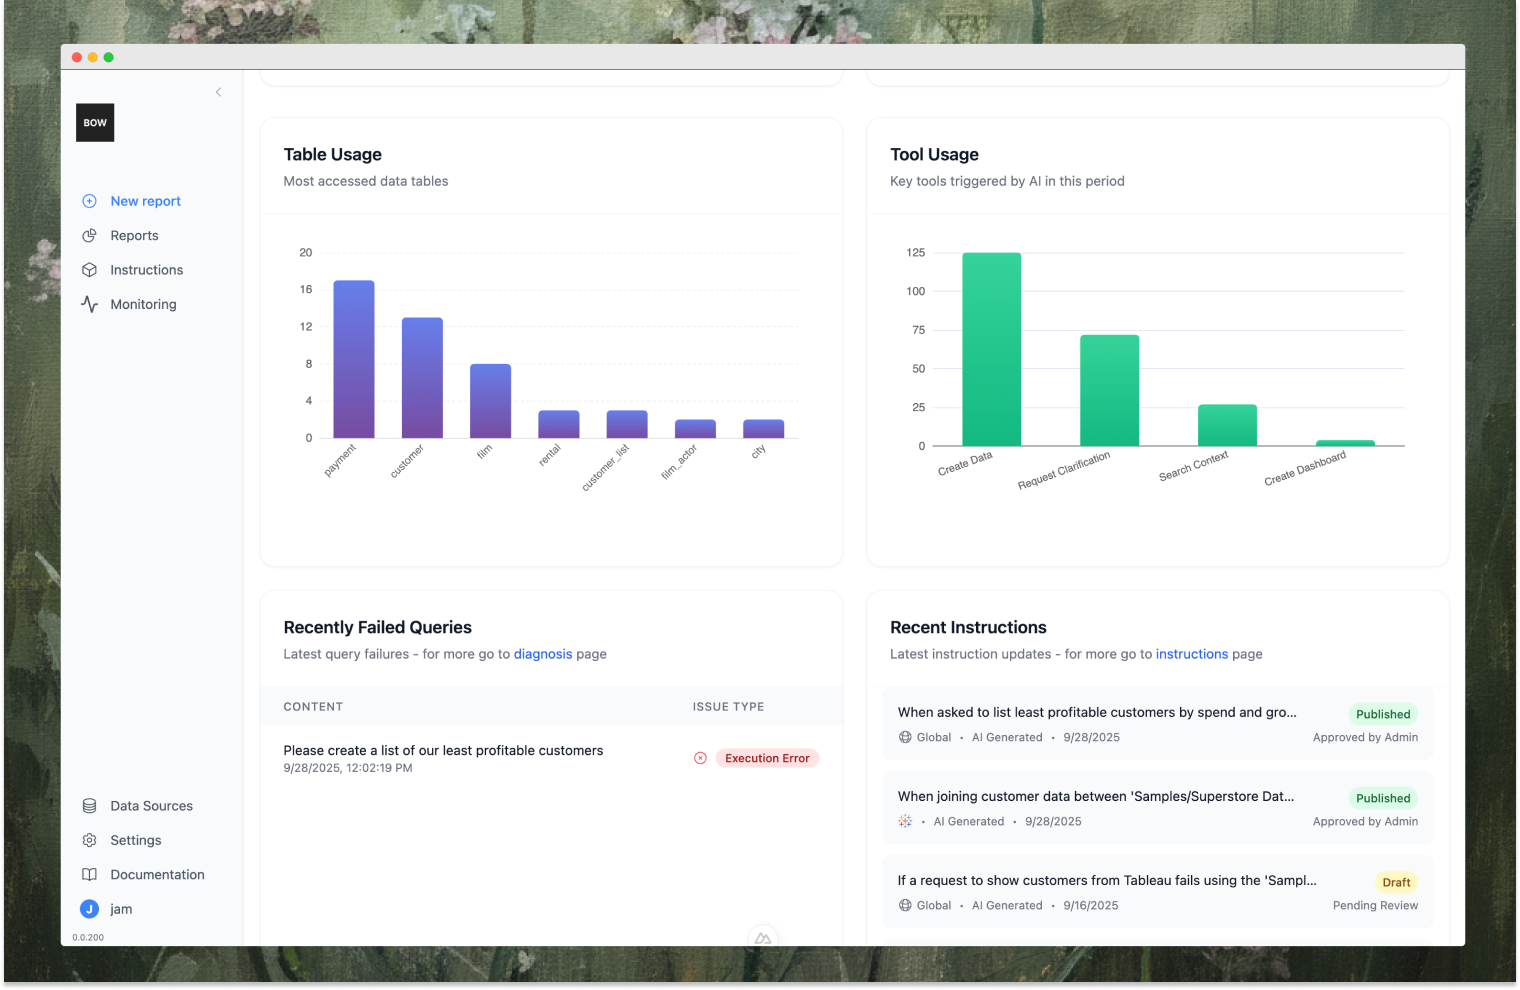 BOW
New report
Reports
Instructions
Monitoring
Data Sources
Settings
Documentation
J jam
0.0.200
Table Usage
Most accessed data tables
20
16
12
8
4
0
payment
customer
film
rental
customer_list
film_actor
city
Tool Usage
Key tools triggered by AI in this period
125
100
75
50
25
0
Create Data
Request Clarification
Search Context
Create Dashboard
Recently Failed Queries
Latest query failures - for more go to diagnosis page
CONTENT ISSUE TYPE
Please create a list of our least profitable customers
9/28/2025, 12:02:19 PM
Execution Error
Recent Instructions
Latest instruction updates - for more go to instructions page
When asked to list least profitable customers by spend and gro... Published
Global • AI Generated • 9/28/2025 Approved by Admin
When joining customer data between 'Samples/Superstore Dat... Published
• AI Generated • 9/28/2025 Approved by Admin
If a request to show customers from Tableau fails using the 'Sampl... Draft
Global • AI Generated • 9/16/2025 Pending Review